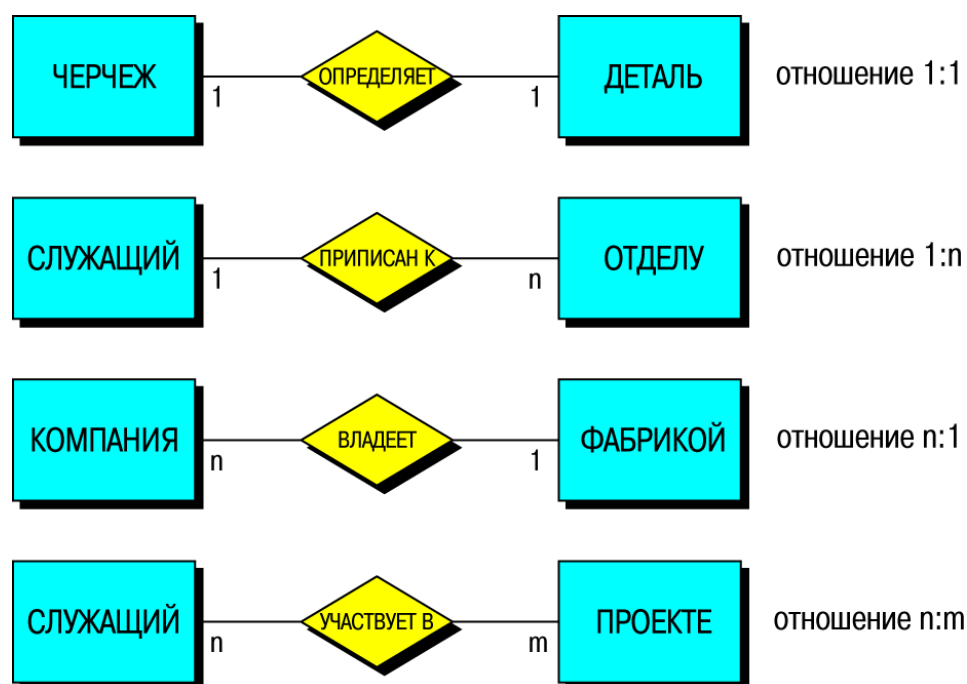 ЧЕРЧЕЖ 1 ОПРЕДЕЛЯЕТ 1 ДЕТАЛЬ отношение 1:1
СЛУЖАЩИЙ 1 ПРИПИСАН К n ОТДЕЛУ отношение 1:n
КОМПАНИЯ n ВЛАДЕЕТ 1 ФАБРИКОЙ отношение n:1
СЛУЖАЩИЙ n УЧАСТВУЕТ В m ПРОЕКТЕ отношение n:m